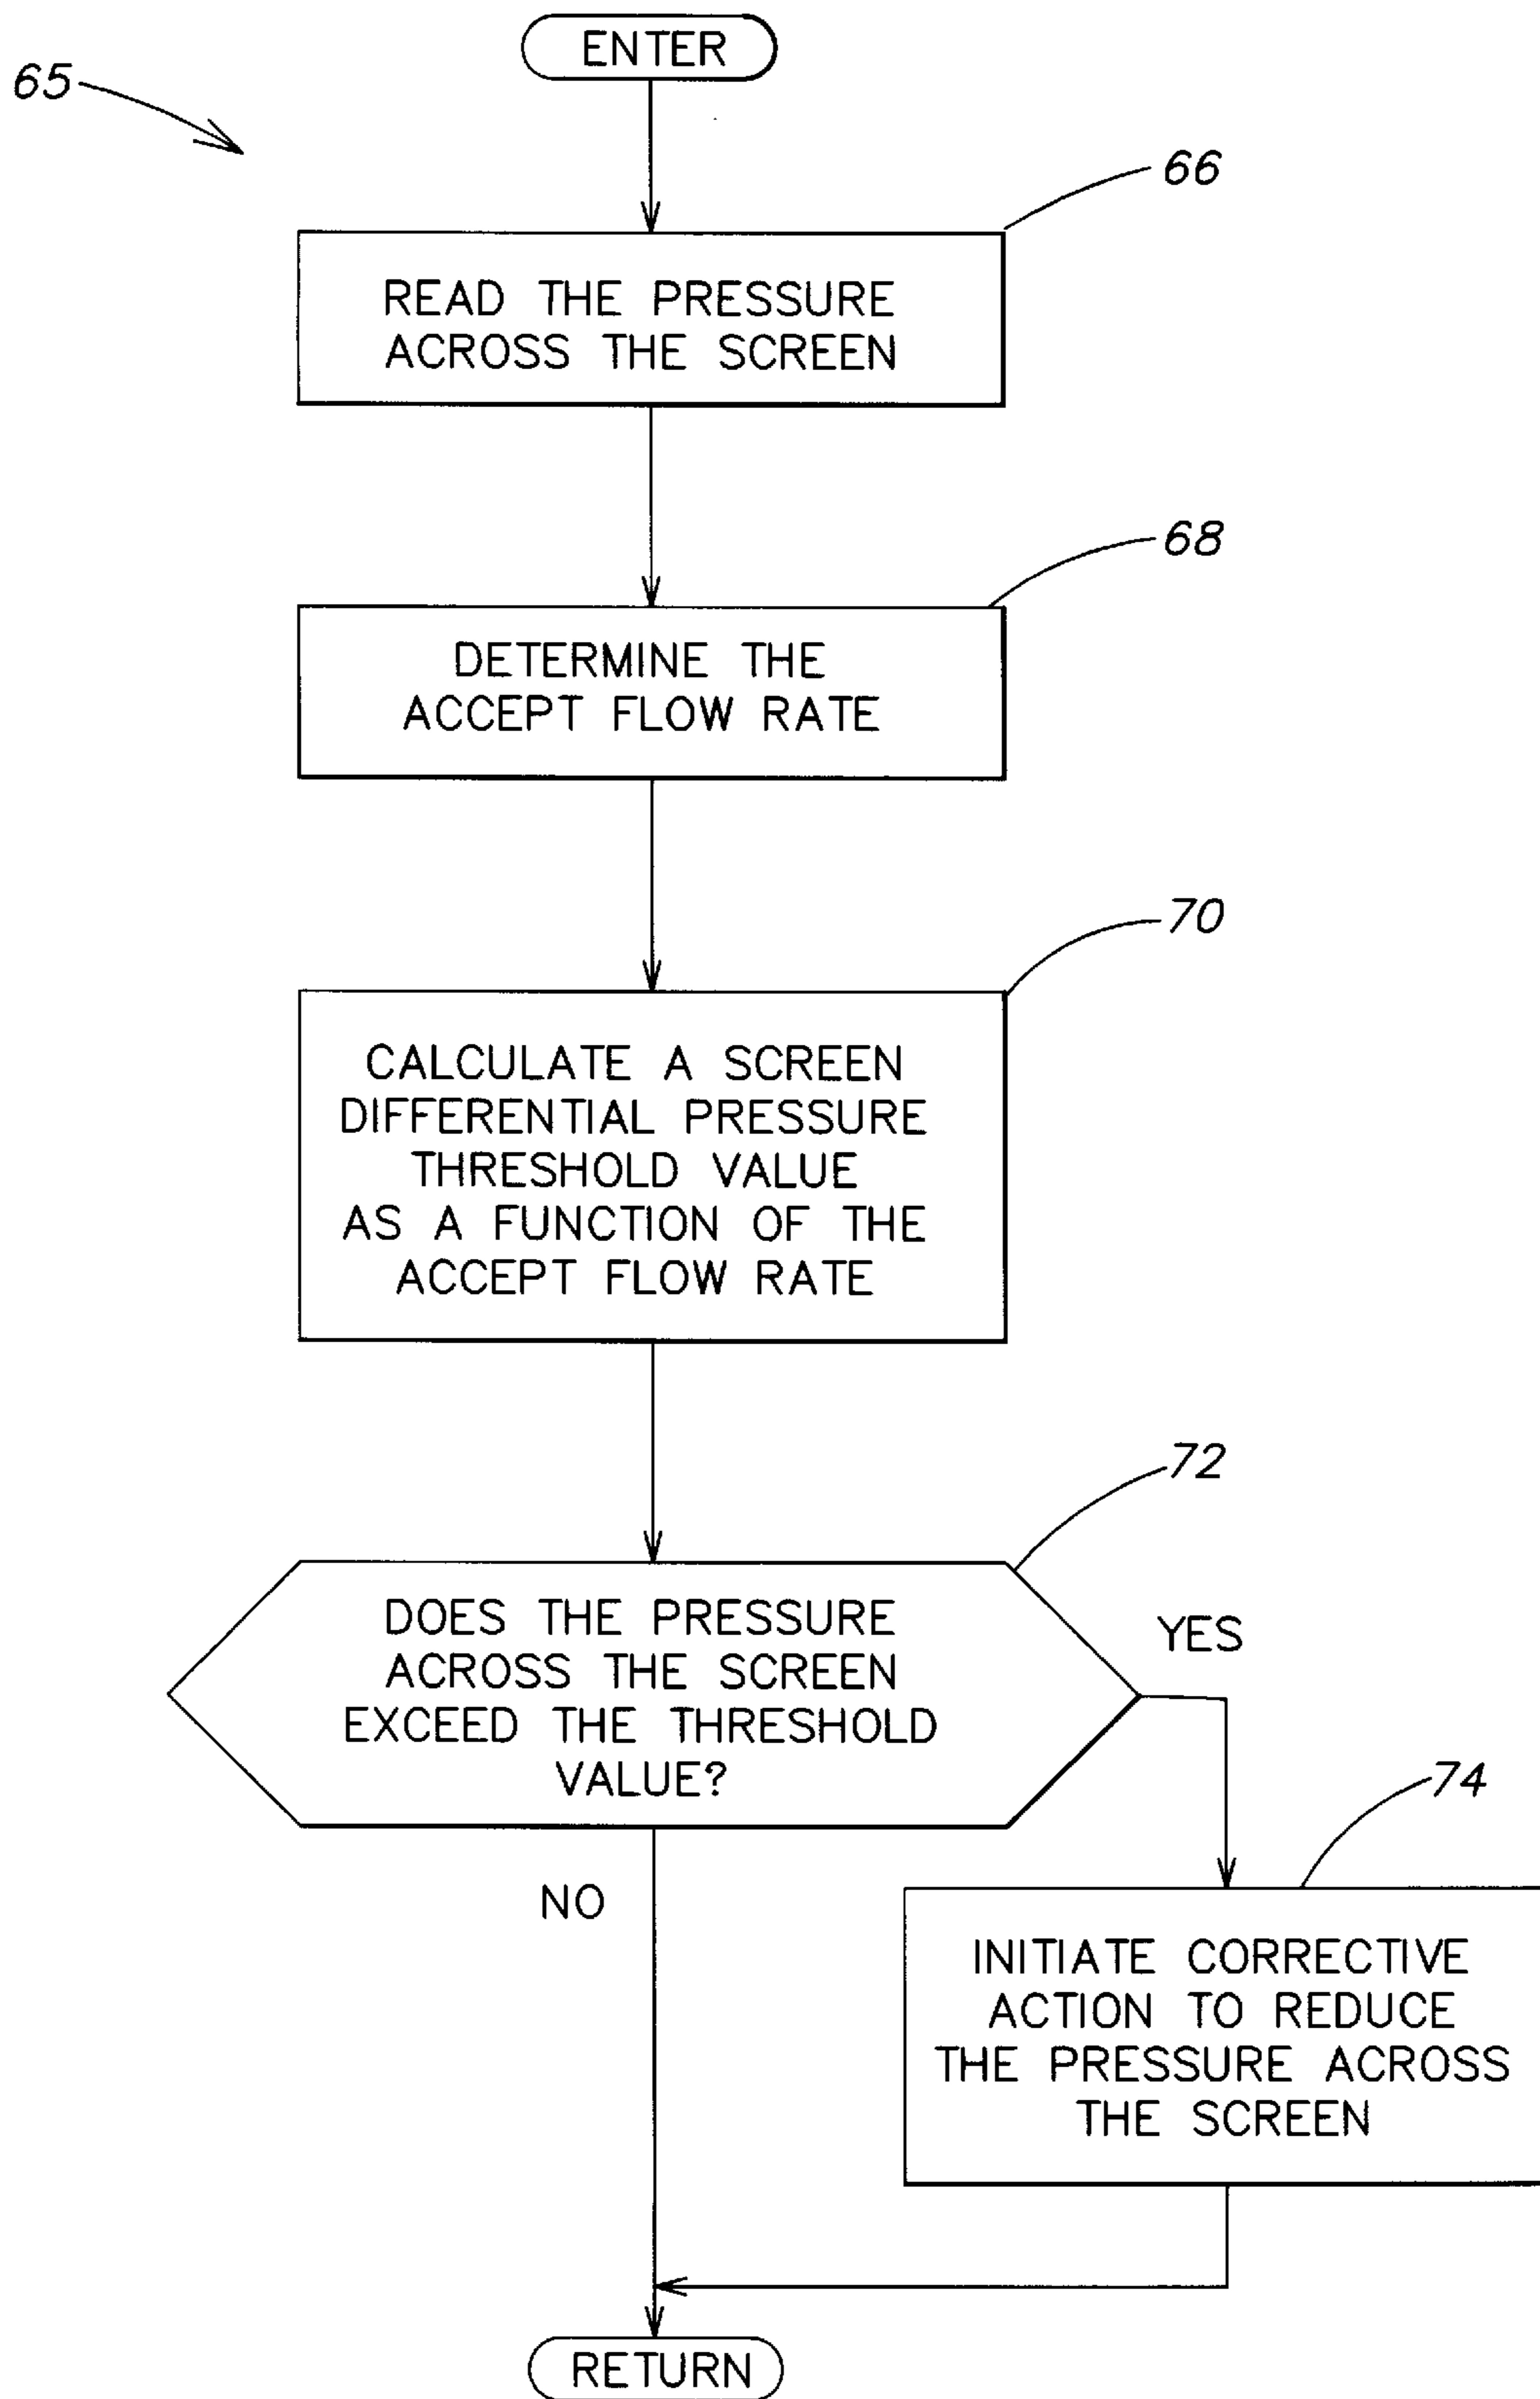 ENTER
65
66
READ THE PRESSURE
ACROSS THE SCREEN
68
DETERMINE THE
ACCEPT FLOW RATE
70
CALCULATE A SCREEN
DIFFERENTIAL PRESSURE
THRESHOLD VALUE
AS A FUNCTION OF THE
ACCEPT FLOW RATE
72
DOES THE PRESSURE
ACROSS THE SCREEN
EXCEED THE THRESHOLD
VALUE?
YES
74
NO
INITIATE CORRECTIVE
ACTION TO REDUCE
THE PRESSURE ACROSS
THE SCREEN
RETURN